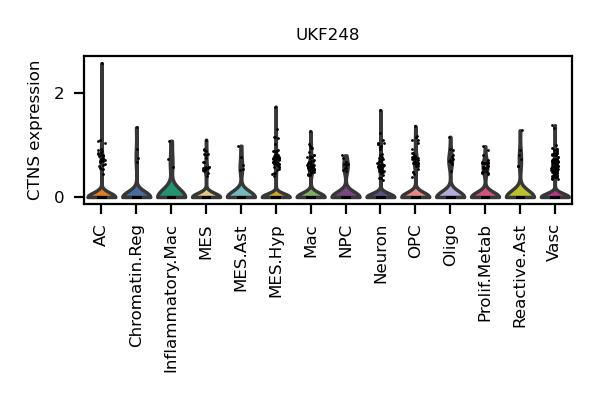 UKF248
CTNS expression
2
0
AC
Chromatin.Reg
Inflammatory.Mac
MES
MES.Ast
MES.Hyp
Mac
NPC
Neuron
OPC
Oligo
Prolif.Metab
Reactive.Ast
Vasc